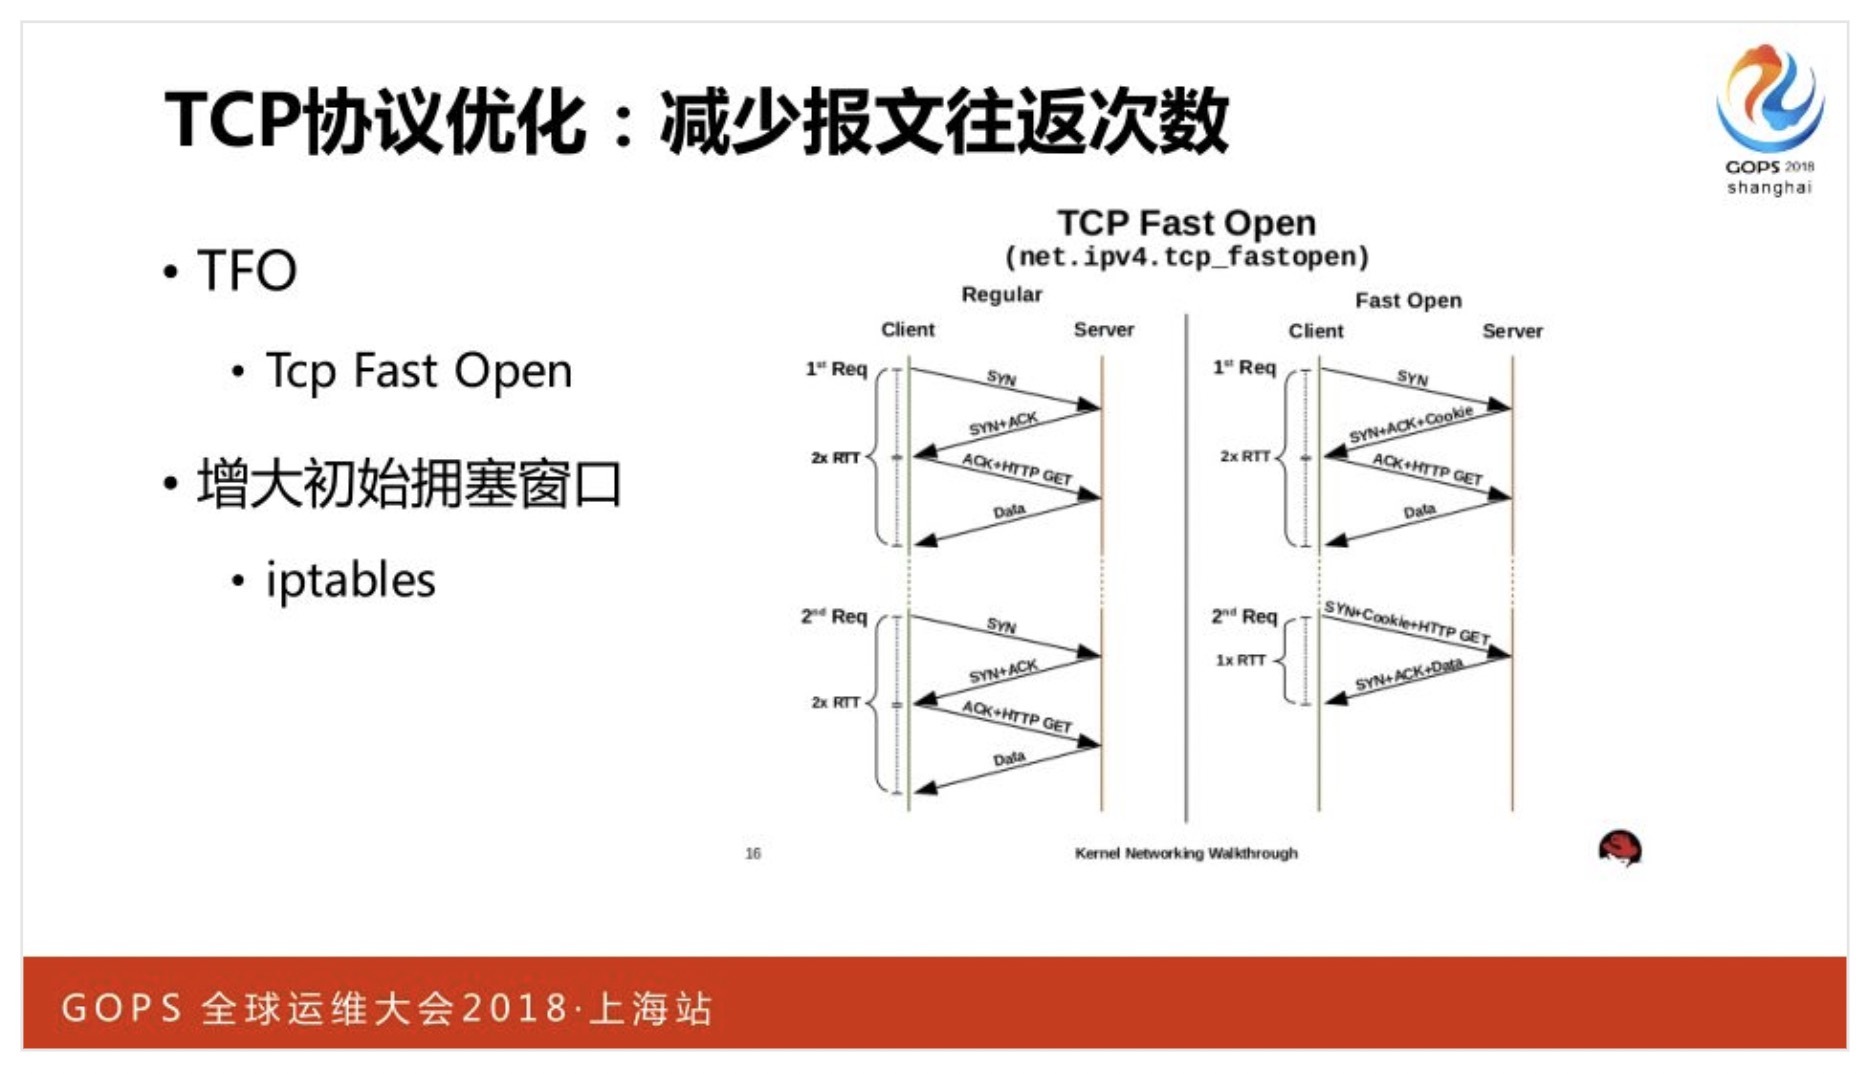 TCP协议优化：减少报文往返次数
GOPS 2018
shanghai
• TFO
• Tcp Fast Open
• 增大初始拥塞窗口
• iptables
TCP Fast Open
(net.ipv4.tcp_fastopen)
Regular
Client
Server
1st Req
SYN
SYN+ACK
2x RTT
ACK+HTTP GET
Data
2nd Req
SYN
SYN+ACK
2x RTT
ACK+HTTP GET
Data
Fast Open
Client
Server
1st Req
SYN
SYN+ACK+Cookie
2x RTT
ACK+HTTP GET
Data
2nd Req
SYN+Cookie+HTTP GET
1x RTT
SYN+ACK+Data
16
Kernel Networking Walkthrough
GOPS 全球运维大会2018·上海站